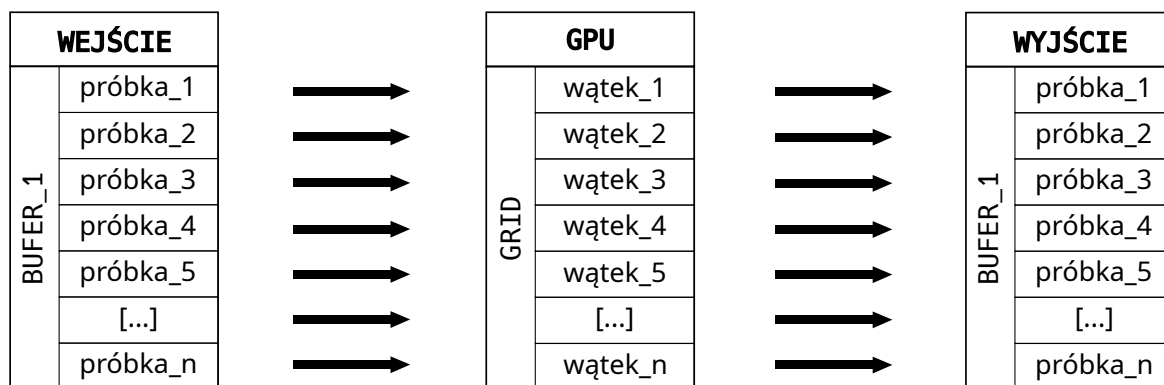 WEJŚCIE
BUFER_1
próbka_1
próbka_2
próbka_3
próbka_4
próbka_5
[...]
próbka_n
GPU
GRID
wątek_1
wątek_2
wątek_3
wątek_4
wątek_5
[...]
wątek_n
WYJŚCIE
BUFER_1
próbka_1
próbka_2
próbka_3
próbka_4
próbka_5
[...]
próbka_n